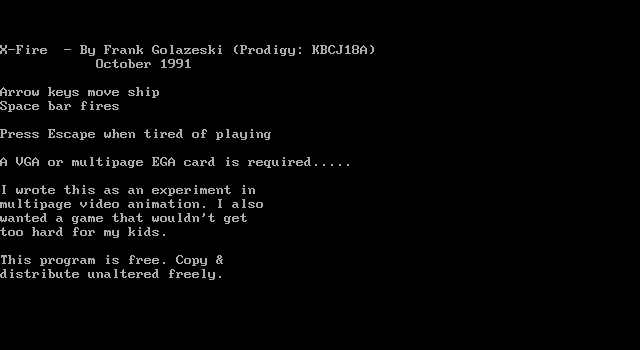 X-Fire  - By Frank Golazeski (Prodigy: KBCJ18A)
October 1991
Arrow keys move ship
Space bar fires
Press Escape when tired of playing
A VGA or multipage EGA card is required.....
I wrote this as an experiment in
multipage video animation. I also
wanted a game that wouldn't get
too hard for my kids.
This program is free. Copy &
distribute unaltered freely.